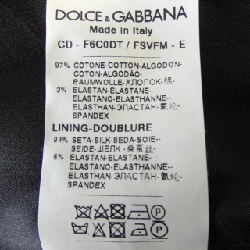 DOLCE & GABBANA
Made in Italy
CD - F6C0DT / FSVFM - E
97% COTONE-COTTON-ALGODON-
COTON-ALGODÃO-
BAUMWOLLE-ХЛОПОК-棉-
3% ELASTAN-ELASTANE-
ELASTANO-ELASTHANNE-
ELASTHAN-ЭЛАСТАН-氨纶-
SPANDEX
LINING-DOUBLURE
94% SETA-SILK-SEDA-SOIE-
SEIDE-ШЕЛК-桑蚕丝-
6% ELASTAN-ELASTANE-
ELASTANO-ELASTHANNE-
ELASTHAN-ЭЛАСТАН-氨纶-
SPANDEX